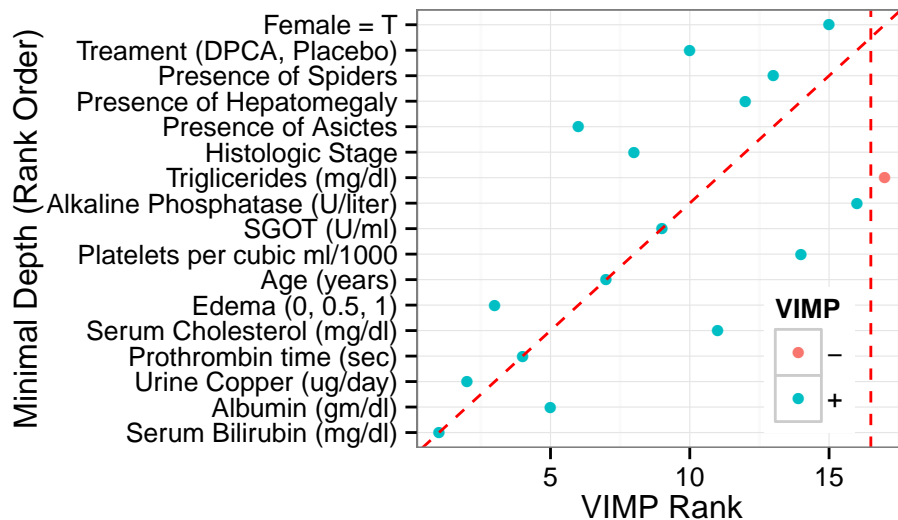 Minimal Depth (Rank Order)
Female = T
Treament (DPCA, Placebo)
Presence of Spiders
Presence of Hepatomegaly
Presence of Asictes
Histologic Stage
Triglicerides (mg/dl)
Alkaline Phosphatase (U/liter)
SGOT (U/ml)
Platelets per cubic ml/1000
Age (years)
Edema (0, 0.5, 1)
Serum Cholesterol (mg/dl)
Prothrombin time (sec)
Urine Copper (ug/day)
Albumin (gm/dl)
Serum Bilirubin (mg/dl)
VIMP
−
+
5 10 15
VIMP Rank